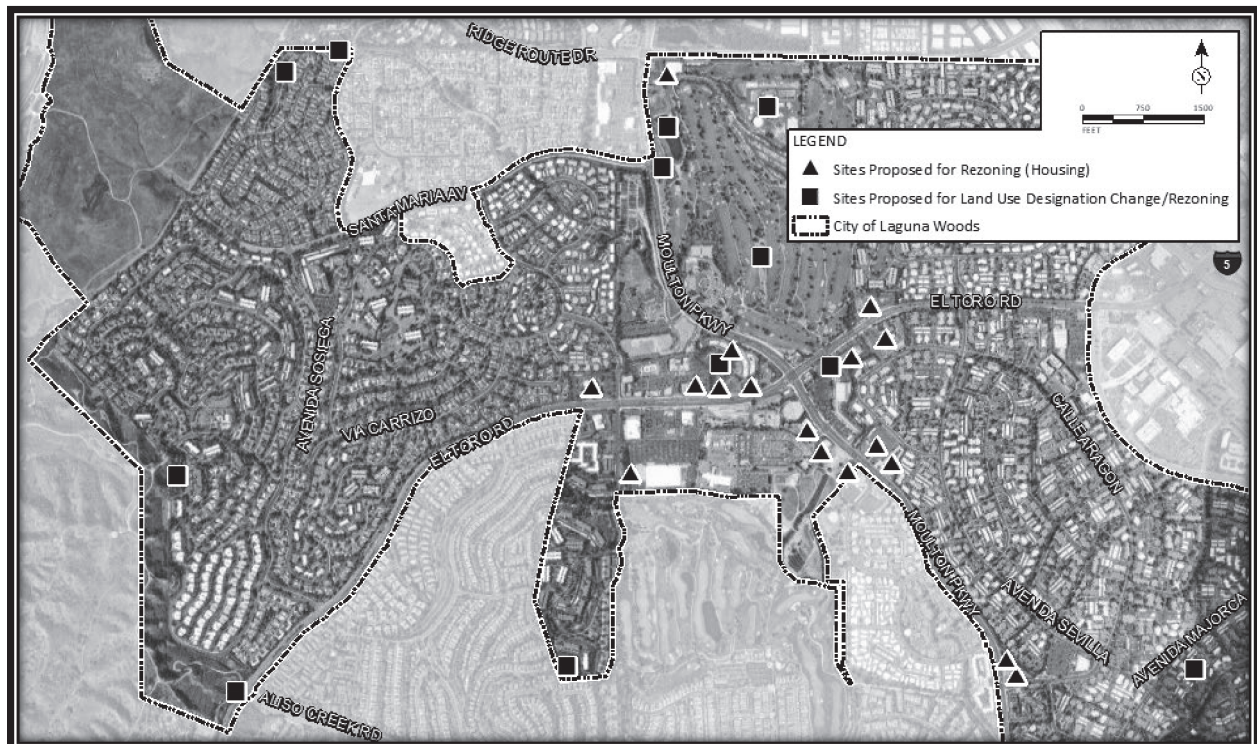 RIDGE ROUTE DR
0 750 1500
FEET
LEGEND
Sites Proposed for Rezoning (Housing)
Sites Proposed for Land Use Designation Change/Rezoning
City of Laguna Woods
SANTA MARIA AV
MOULTON PKWY
5
EL TORO RD
AVENIDA SOSIEGA
VIA CARRIZO
EL TORO RD
CALLE ARAGON
MOULTON PKWY
AVENIDA SEVILLA
AVENIDA MAJORCA
ALISO CREEK RD